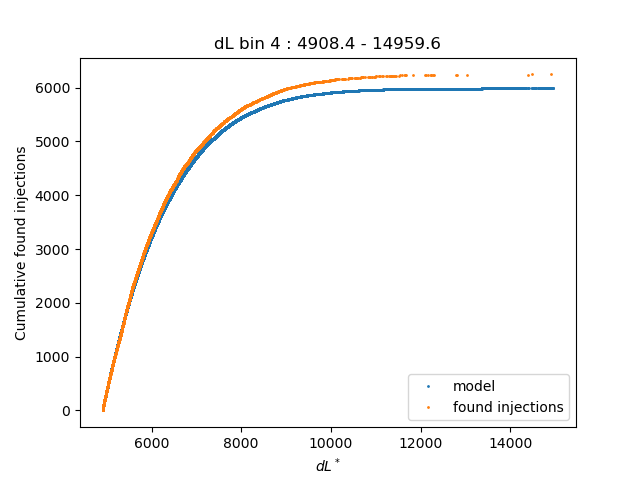 dL bin 4 : 4908.4 - 14959.6
Cumulative found injections
6000
5000
4000
3000
2000
1000
0
model
found injections
6000 8000 10000 12000 14000
dL*